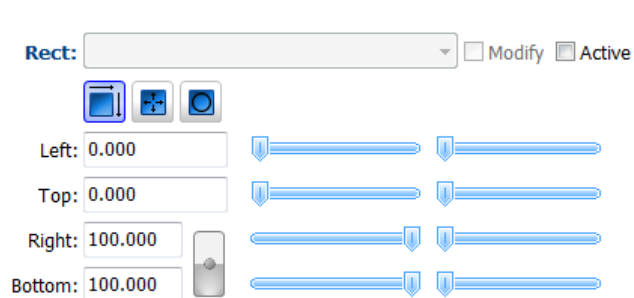 Rect: Modify Active
Left: 0.000
Top: 0.000
Right: 100.000
Bottom: 100.000